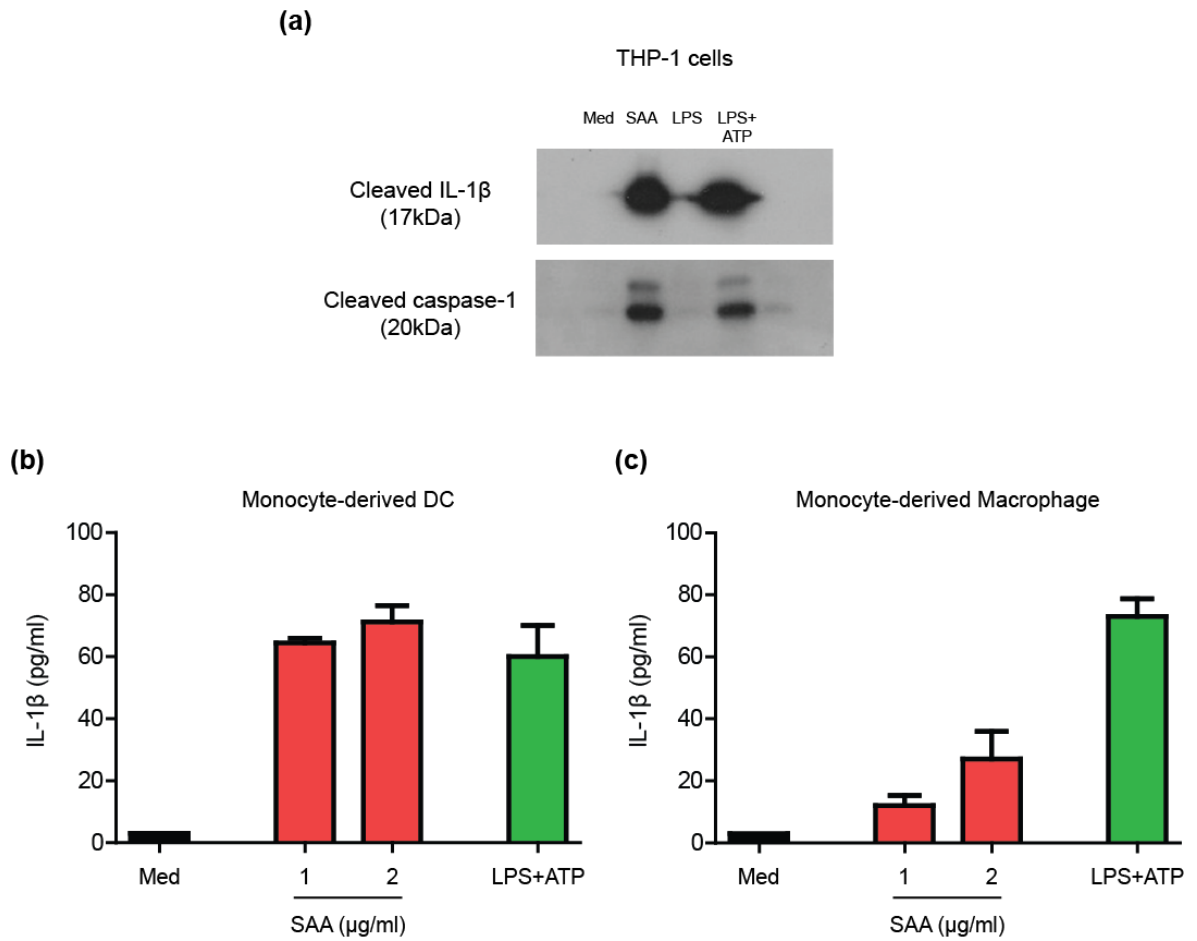 (a)
THP-1 cells
Med SAA LPS LPS+
ATP
Cleaved IL-1β
(17kDa)
Cleaved caspase-1
(20kDa)
(b)
Monocyte-derived DC
IL-1β (pg/ml)
100
80
60
40
20
0
Med 1 2 LPS+ATP
SAA (μg/ml)
(c)
Monocyte-derived Macrophage
IL-1β (pg/ml)
100
80
60
40
20
0
Med 1 2 LPS+ATP
SAA (μg/ml)